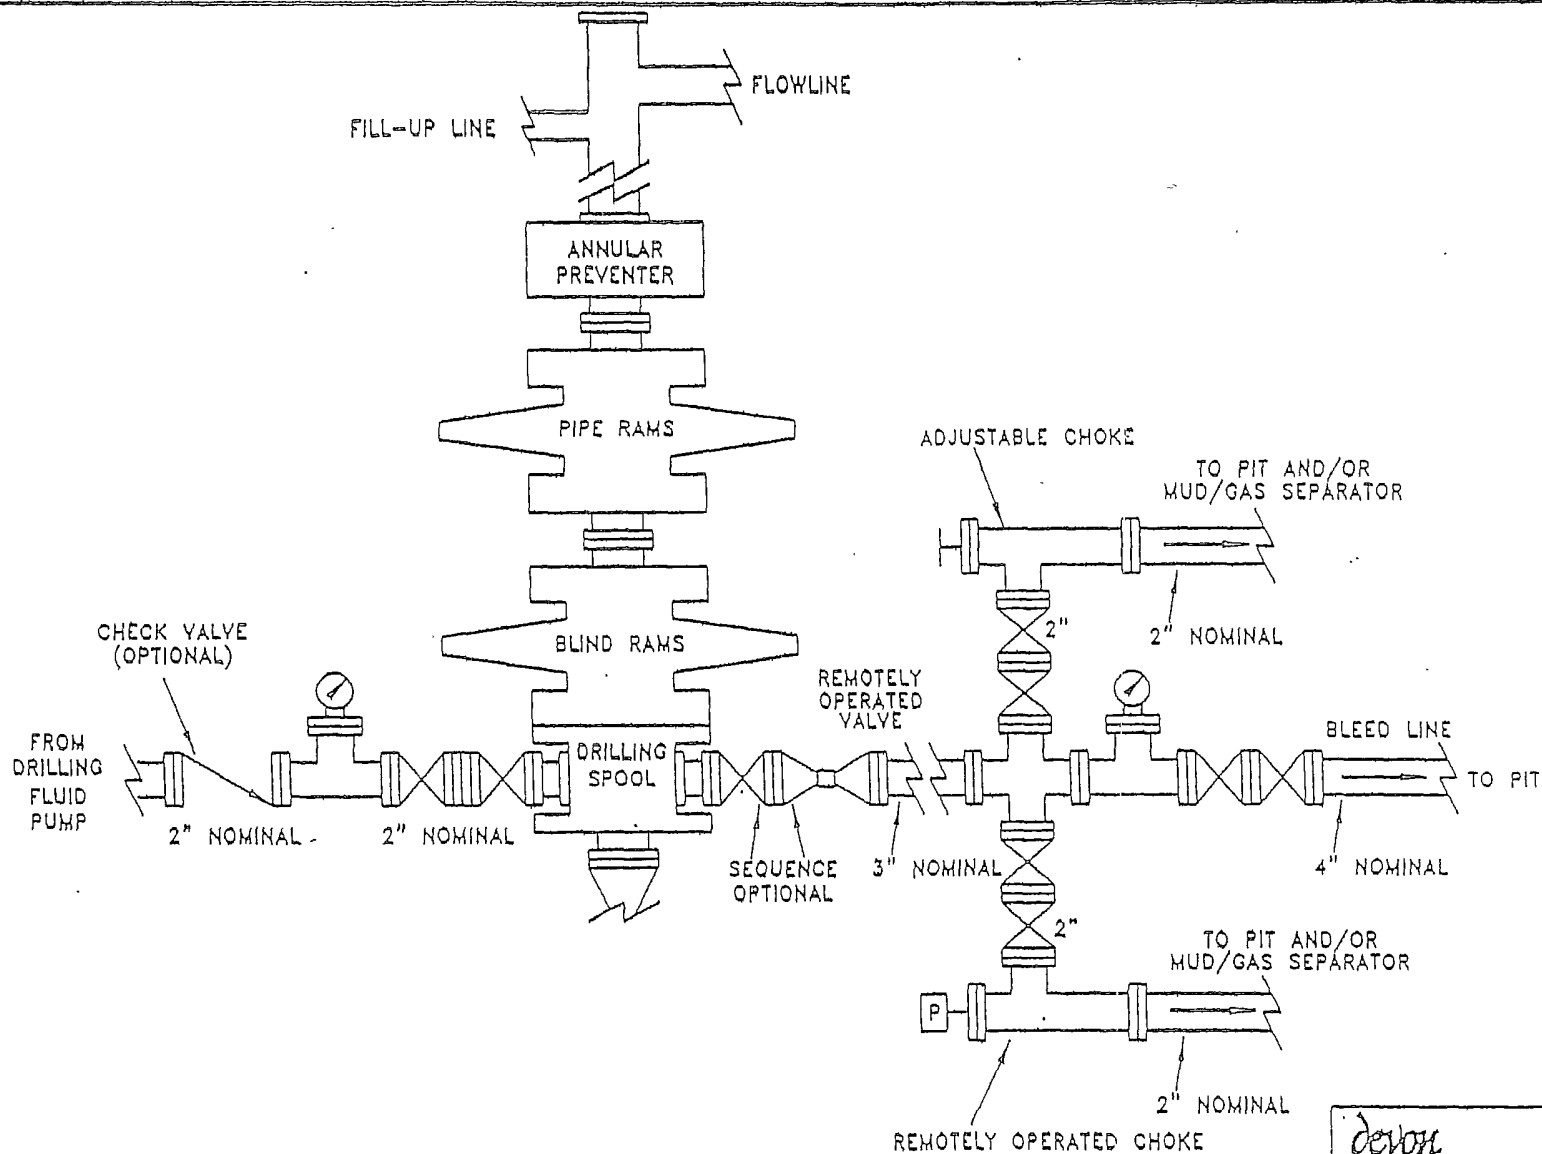 FLOWLINE
FILL-UP LINE
ANNULAR
PREVENTER
PIPE RAMS
ADJUSTABLE CHOKE
TO PIT AND/OR
MUD/GAS SEPARATOR
2"
2" NOMINAL
CHECK VALVE
(OPTIONAL)
BLIND RAMS
REMOTELY
OPERATED
VALVE
FROM
DRILLING
FLUID
PUMP
DRILLING
SPOOL
BLEED LINE
TO PIT
2" NOMINAL
2" NOMINAL
SEQUENCE
OPTIONAL
3" NOMINAL
4" NOMINAL
2"
TO PIT AND/OR
MUD/GAS SEPARATOR
P
2" NOMINAL
REMOTELY OPERATED CHOKE
devon